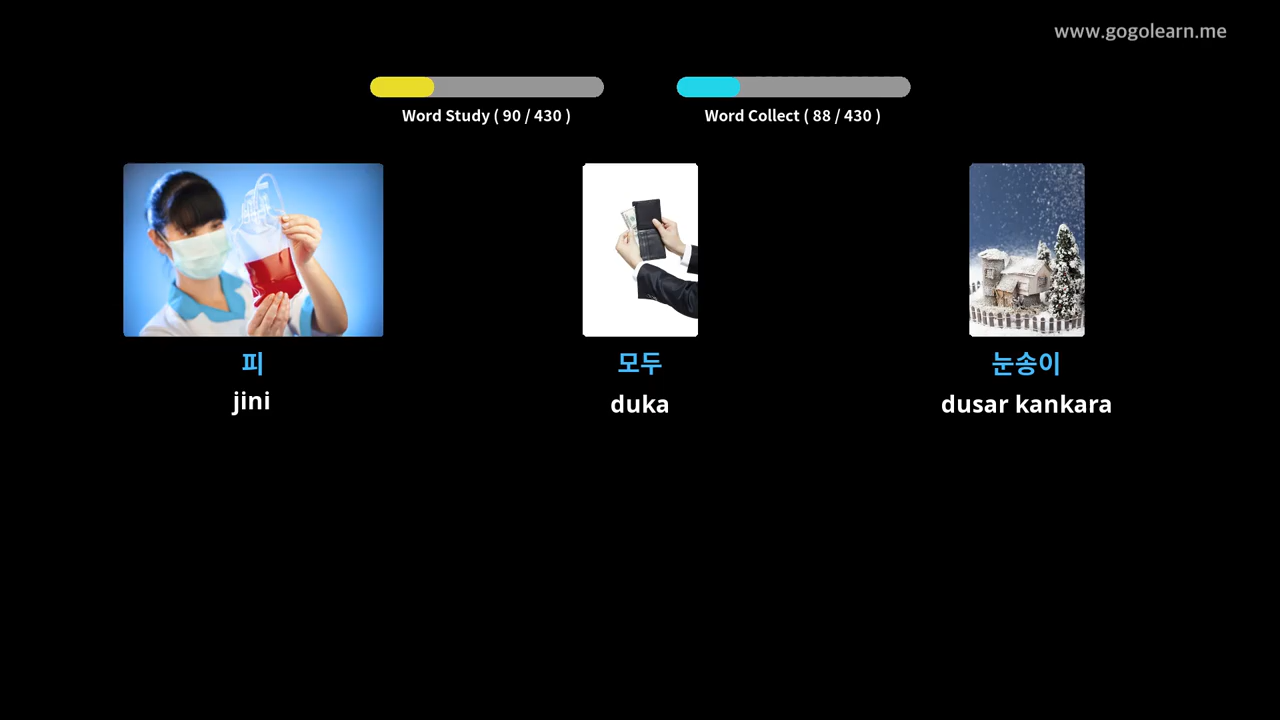 www.gogolearn.me
Word Study ( 90 / 430 )
Word Collect ( 88 / 430 )
피
jini
모두
duka
눈송이
dusar kankara